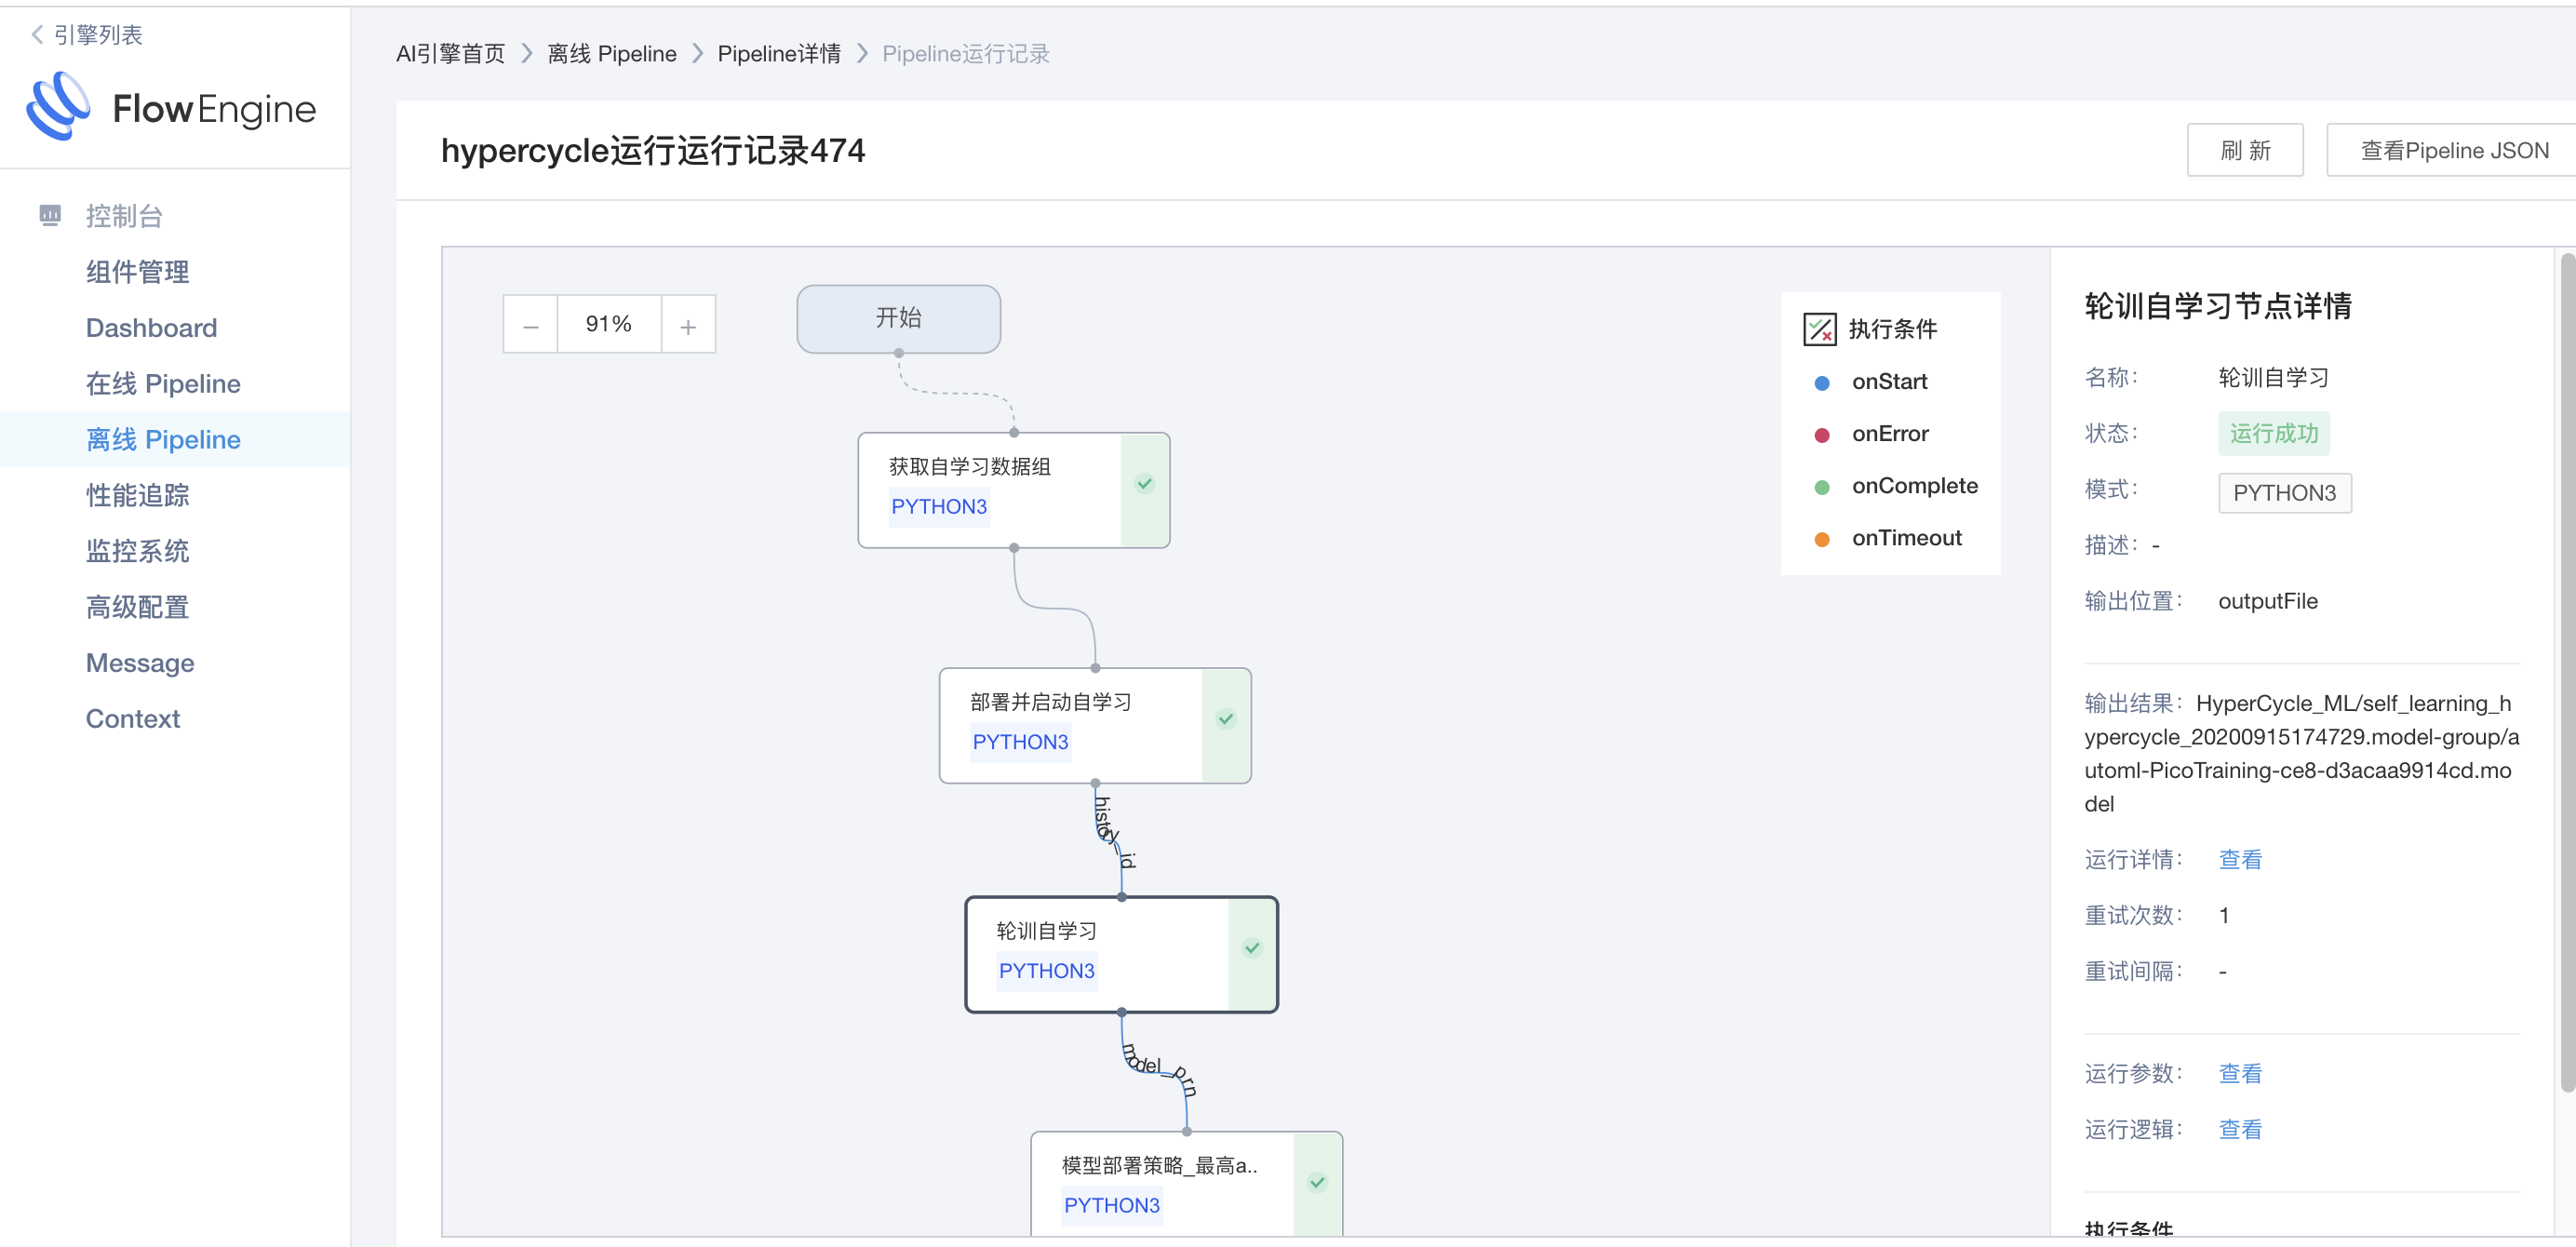 引擎列表
FlowEngine
控制台
组件管理
Dashboard
在线 Pipeline
离线 Pipeline
性能追踪
监控系统
高级配置
Message
Context
AI引擎首页 > 离线 Pipeline > Pipeline详情 > Pipeline运行记录
hypercycle运行运行记录474
刷 新
查看Pipeline JSON
91%
开始
获取自学习数据组
PYTHON3
部署并启动自学习
PYTHON3
history_id
轮训自学习
PYTHON3
model_prn
模型部署策略_最高a..
PYTHON3
执行条件
onStart
onError
onComplete
onTimeout
轮训自学习节点详情
名称： 轮训自学习
状态： 运行成功
模式： PYTHON3
描述： -
输出位置： outputFile
输出结果： HyperCycle_ML/self_learning_h
ypercycle_20200915174729.model-group/a
utoml-PicoTraining-ce8-d3acaa9914cd.mo
del
运行详情： 查看
重试次数： 1
重试间隔： -
运行参数： 查看
运行逻辑： 查看
执行条件